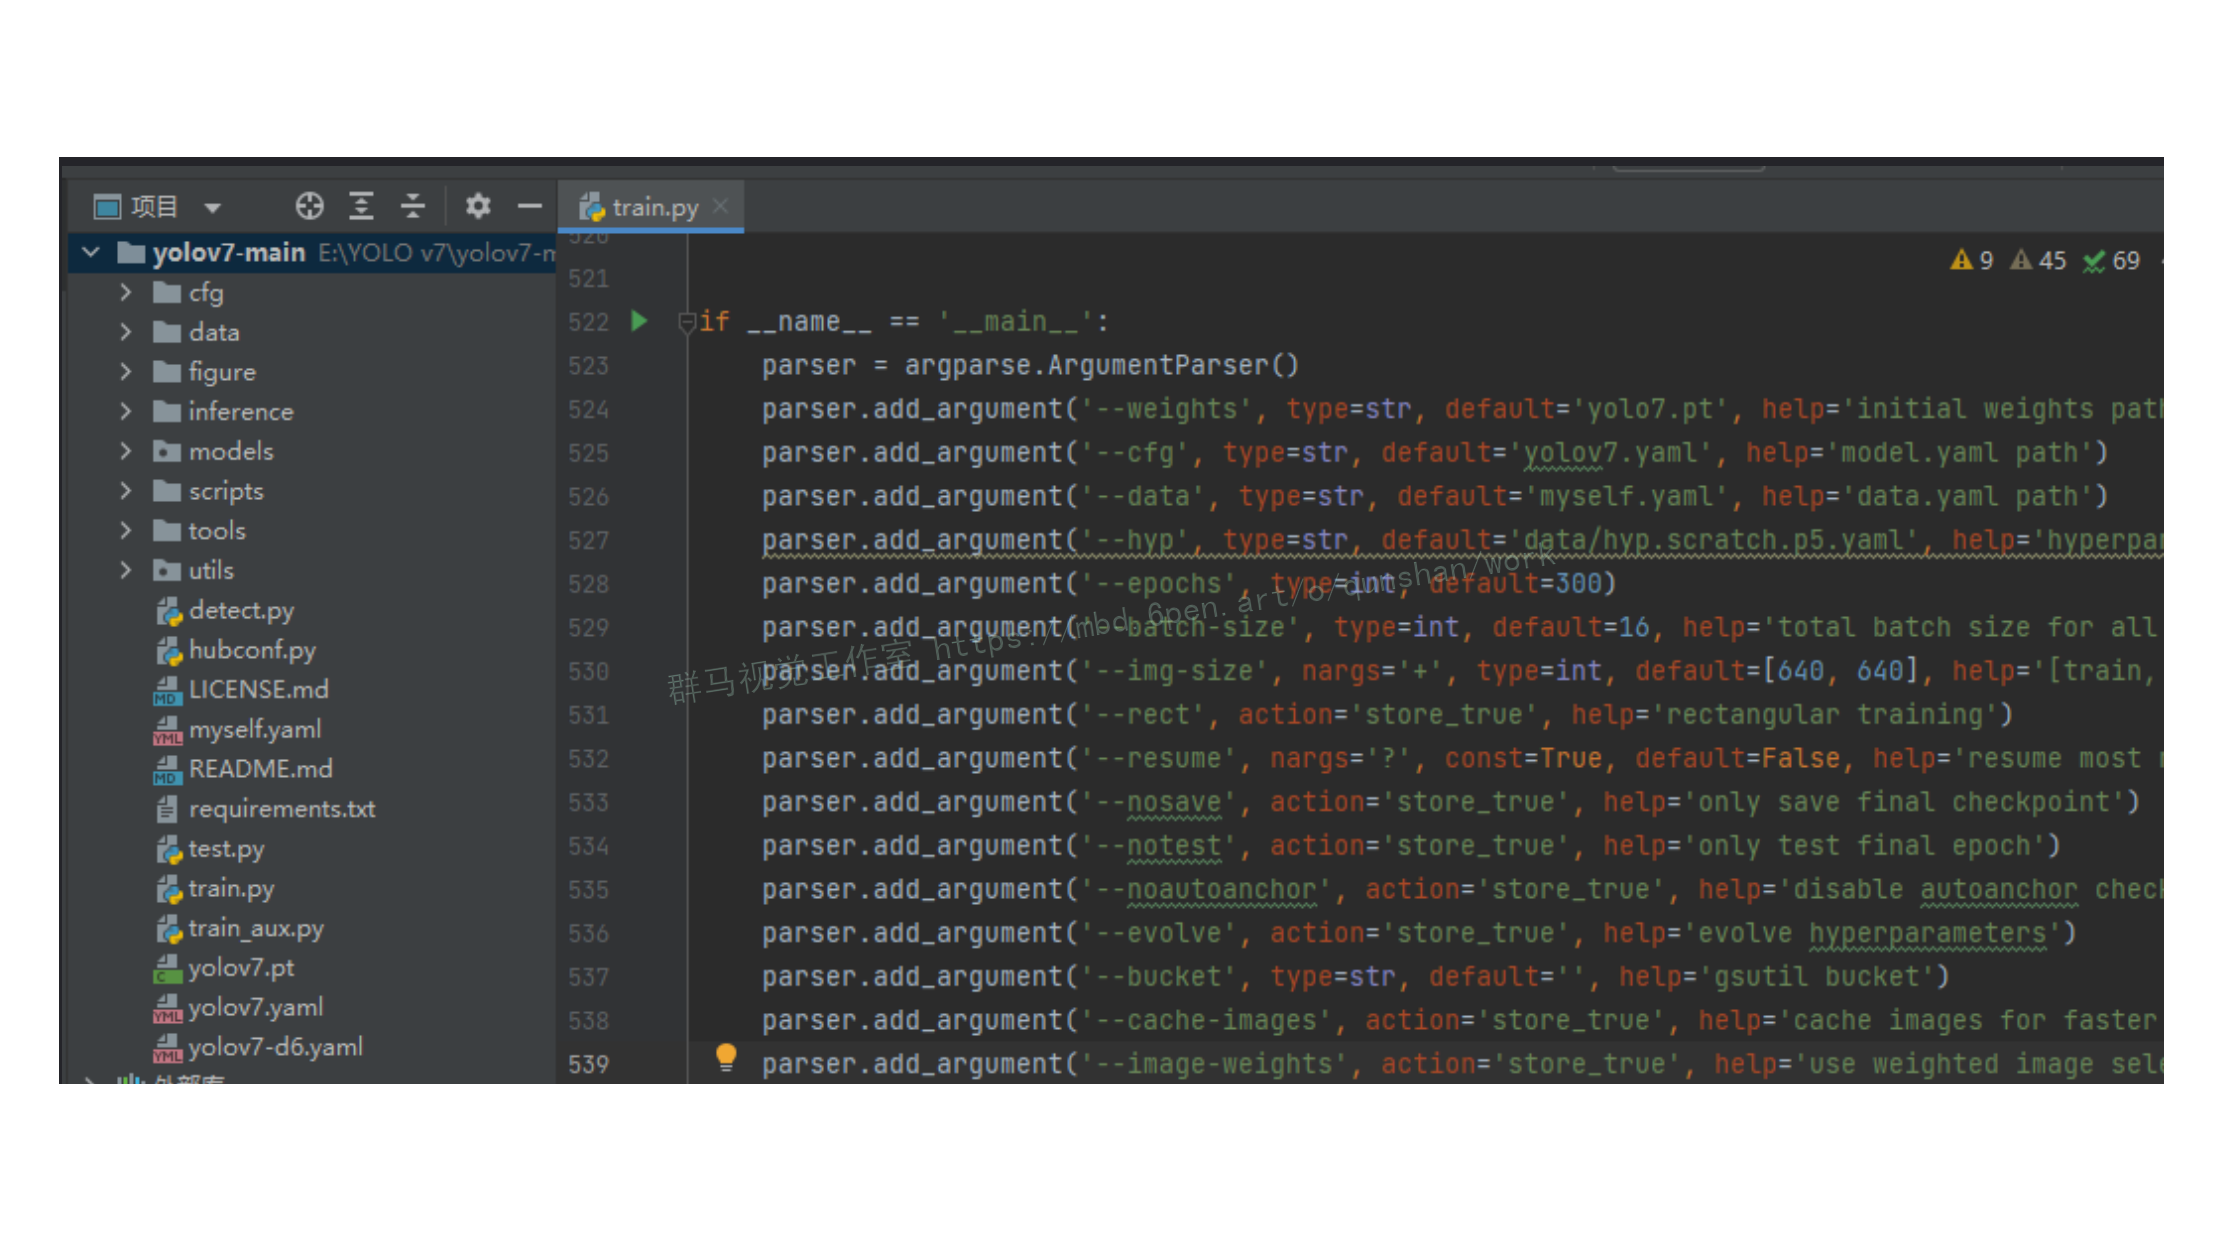 项目
train.py
yolov7-main E:\YOLO v7\yolov7-m
cfg
data
figure
inference
models
scripts
tools
utils
detect.py
hubconf.py
LICENSE.md
myself.yaml
README.md
requirements.txt
test.py
train.py
train_aux.py
yolov7.pt
yolov7.yaml
yolov7-d6.yaml
外部库
9 45 69
520
521
522 if __name__ == '__main__':
523 parser = argparse.ArgumentParser()
524 parser.add_argument('--weights', type=str, default='yolo7.pt', help='initial weights path
525 parser.add_argument('--cfg', type=str, default='yolov7.yaml', help='model.yaml path')
526 parser.add_argument('--data', type=str, default='myself.yaml', help='data.yaml path')
527 parser.add_argument('--hyp', type=str, default='data/hyp.scratch.p5.yaml', help='hyperpa
528 parser.add_argument('--epochs', type=int, default=300)
529 parser.add_argument('--batch-size', type=int, default=16, help='total batch size for all
530 parser.add_argument('--img-size', nargs='+', type=int, default=[640, 640], help='[train,
531 parser.add_argument('--rect', action='store_true', help='rectangular training')
532 parser.add_argument('--resume', nargs='?', const=True, default=False, help='resume most
533 parser.add_argument('--nosave', action='store_true', help='only save final checkpoint')
534 parser.add_argument('--notest', action='store_true', help='only test final epoch')
535 parser.add_argument('--noautoanchor', action='store_true', help='disable autoanchor check
536 parser.add_argument('--evolve', action='store_true', help='evolve hyperparameters')
537 parser.add_argument('--bucket', type=str, default='', help='gsutil bucket')
538 parser.add_argument('--cache-images', action='store_true', help='cache images for faster
539 parser.add_argument('--image-weights', action='store_true', help='use weighted image sele
群马视觉工作室 https://mbd.6pen.art/o/qunshan/work